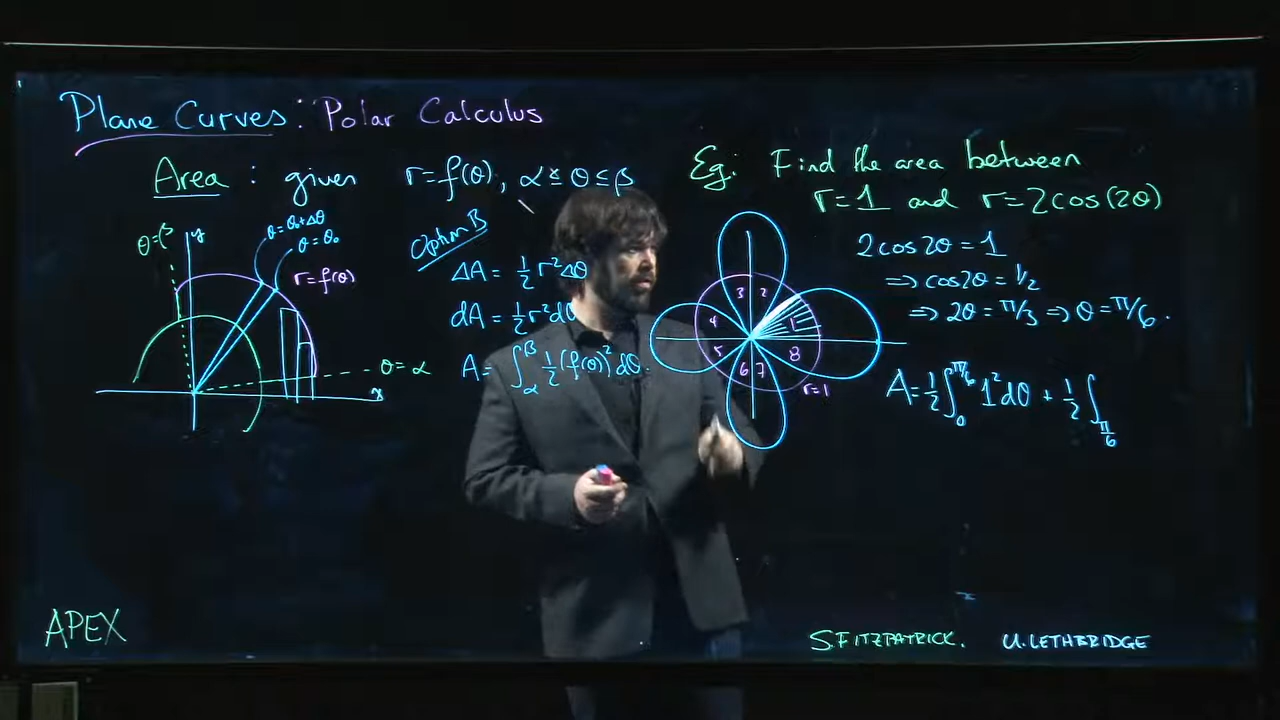 Plane Curves: Polar Calculus
Area: given r=f(θ), α≤θ≤β
θ=β
y
θ=θ₀+Δθ
θ=θ₀
r=f(θ)
θ=α
x
Option B
ΔA = ½r²Δθ
dA = ½r²dθ
A = ∫_α^β ½(f(θ))²dθ.
Eg: Find the area between
r=1 and r=2cos(2θ)
3 2
4 1
5 8
6 7
r=1
2cos2θ=1
⇒ cos2θ=1/2
⇒ 2θ=π/3 ⇒ θ=π/6.
A=½∫_0^{π/6} 1²dθ + ½∫_{π/6}
APEX
S.FITZPATRICK. U.LETHBRIDGE